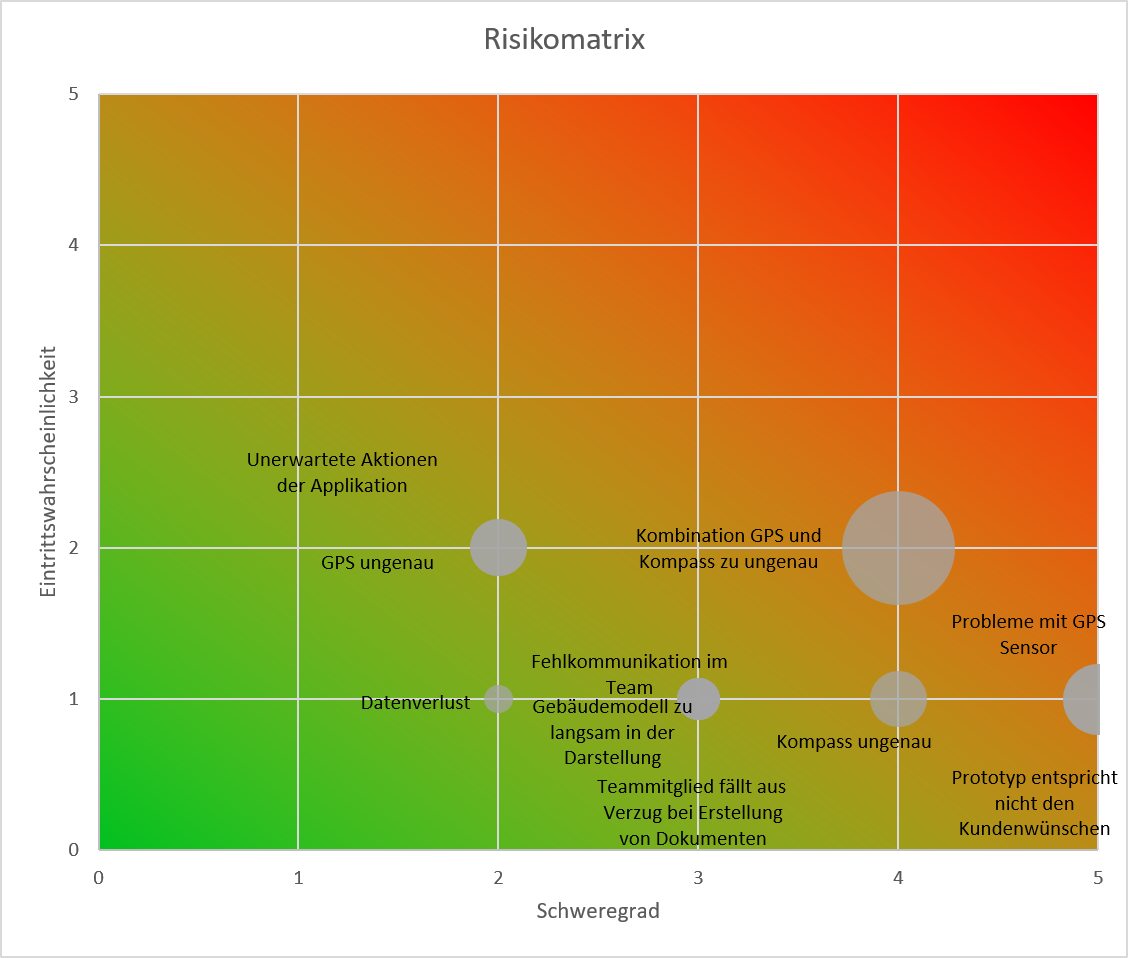 Risikomatrix
5
4
3
2
1
0
Eintrittswahrscheinlichkeit
Unerwartete Aktionen
der Applikation
GPS ungenau
Kombination GPS und
Kompass zu ungenau
Probleme mit GPS
Sensor
Datenverlust
Fehlkommunikation im
Team
Gebäudemodell zu
langsam in der
Darstellung
Kompass ungenau
Teammitglied fällt aus
Verzug bei Erstellung
von Dokumenten
Prototyp entspricht
nicht den
Kundenwünschen
0
1
2
3
4
5
Schweregrad